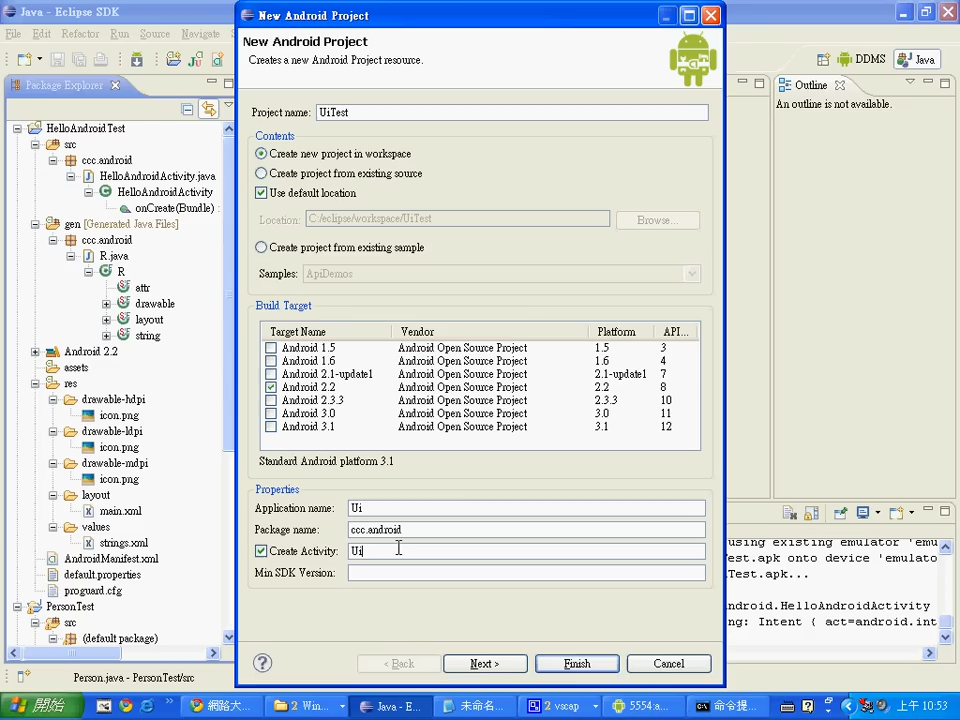 Java - Eclipse SDK
File Edit Refactor Run Source Navigate
New Android Project
New Android Project
Creates a new Android Project resource.
DDMS
Java
Package Explorer
Outline
An outline is not available.
HelloAndroidTest
src
ccc.android
HelloAndroidActivity.java
HelloAndroidActivity
onCreate(Bundle) :
gen [Generated Java Files]
ccc.android
R.java
R
attr
drawable
layout
string
Android 2.2
assets
res
drawable-hdpi
icon.png
drawable-ldpi
icon.png
drawable-mdpi
icon.png
layout
main.xml
values
strings.xml
AndroidManifest.xml
default.properties
proguard.cfg
PersonTest
src
(default package)
Project name: UiTest
Contents
Create new project in workspace
Create project from existing source
Use default location
Location: C:/eclipse/workspace/UiTest Browse...
Create project from existing sample
Samples: ApiDemos
Build Target
Target Name Vendor Platform API...
Android 1.5 Android Open Source Project 1.5 3
Android 1.6 Android Open Source Project 1.6 4
Android 2.1-update1 Android Open Source Project 2.1-update1 7
Android 2.2 Android Open Source Project 2.2 8
Android 2.3.3 Android Open Source Project 2.3.3 10
Android 3.0 Android Open Source Project 3.0 11
Android 3.1 Android Open Source Project 3.1 12
Standard Android platform 3.1
Properties
Application name: Ui
Package name: ccc.android
Create Activity: Ui
Min SDK Version:
using existing emulator 'emu
Test.apk onto device 'emulato
Test.apk...
ndroid.HelloAndroidActivity
ng: Intent { act=android.int
< Back Next > Finish Cancel
Person.java - PersonTest/src
開始
網路大...
2 Win...
Java - E...
未命名...
2 vscap
5554:a...
命令提...
上午 10:53